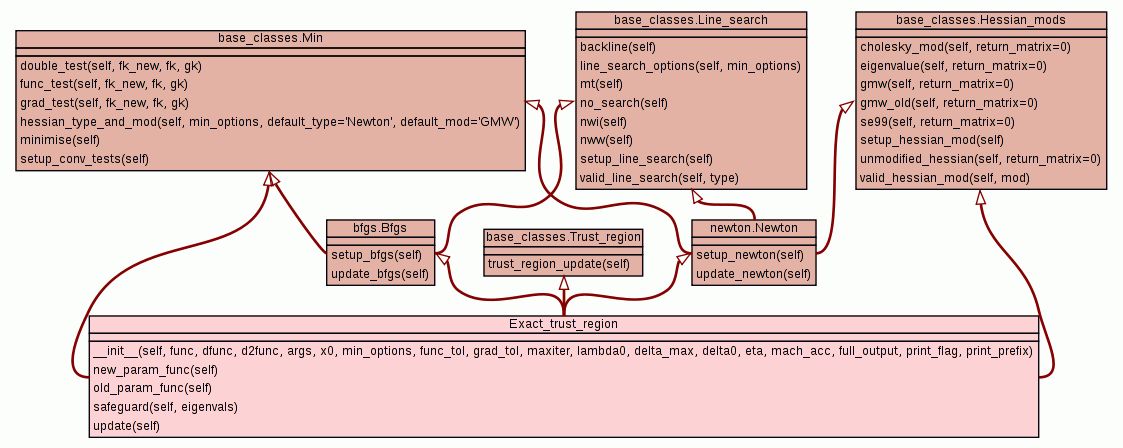 base_classes.Min
double_test(self, fk_new, fk, gk)
func_test(self, fk_new, fk, gk)
grad_test(self, fk_new, fk, gk)
hessian_type_and_mod(self, min_options, default_type='Newton', default_mod='GMW')
minimise(self)
setup_conv_tests(self)
base_classes.Line_search
backline(self)
line_search_options(self, min_options)
mt(self)
no_search(self)
nwi(self)
nww(self)
setup_line_search(self)
valid_line_search(self, type)
base_classes.Hessian_mods
cholesky_mod(self, return_matrix=0)
eigenvalue(self, return_matrix=0)
gmw(self, return_matrix=0)
gmw_old(self, return_matrix=0)
se99(self, return_matrix=0)
setup_hessian_mod(self)
unmodified_hessian(self, return_matrix=0)
valid_hessian_mod(self, mod)
bfgs.Bfgs
setup_bfgs(self)
update_bfgs(self)
base_classes.Trust_region
trust_region_update(self)
newton.Newton
setup_newton(self)
update_newton(self)
Exact_trust_region
__init__(self, func, dfunc, d2func, args, x0, min_options, func_tol, grad_tol, maxiter, lambda0, delta_max, delta0, eta, mach_acc, full_output, print_flag, print_prefix)
new_param_func(self)
old_param_func(self)
safeguard(self, eigenvals)
update(self)